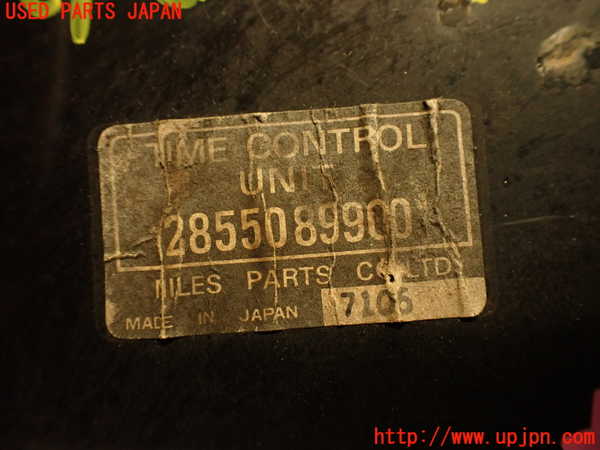 USED PARTS JAPAN
TIME CONTROL
UNIT
2855089900
NILES PARTS CO LTD
MADE IN JAPAN 7106
http://www.upjpn.com/